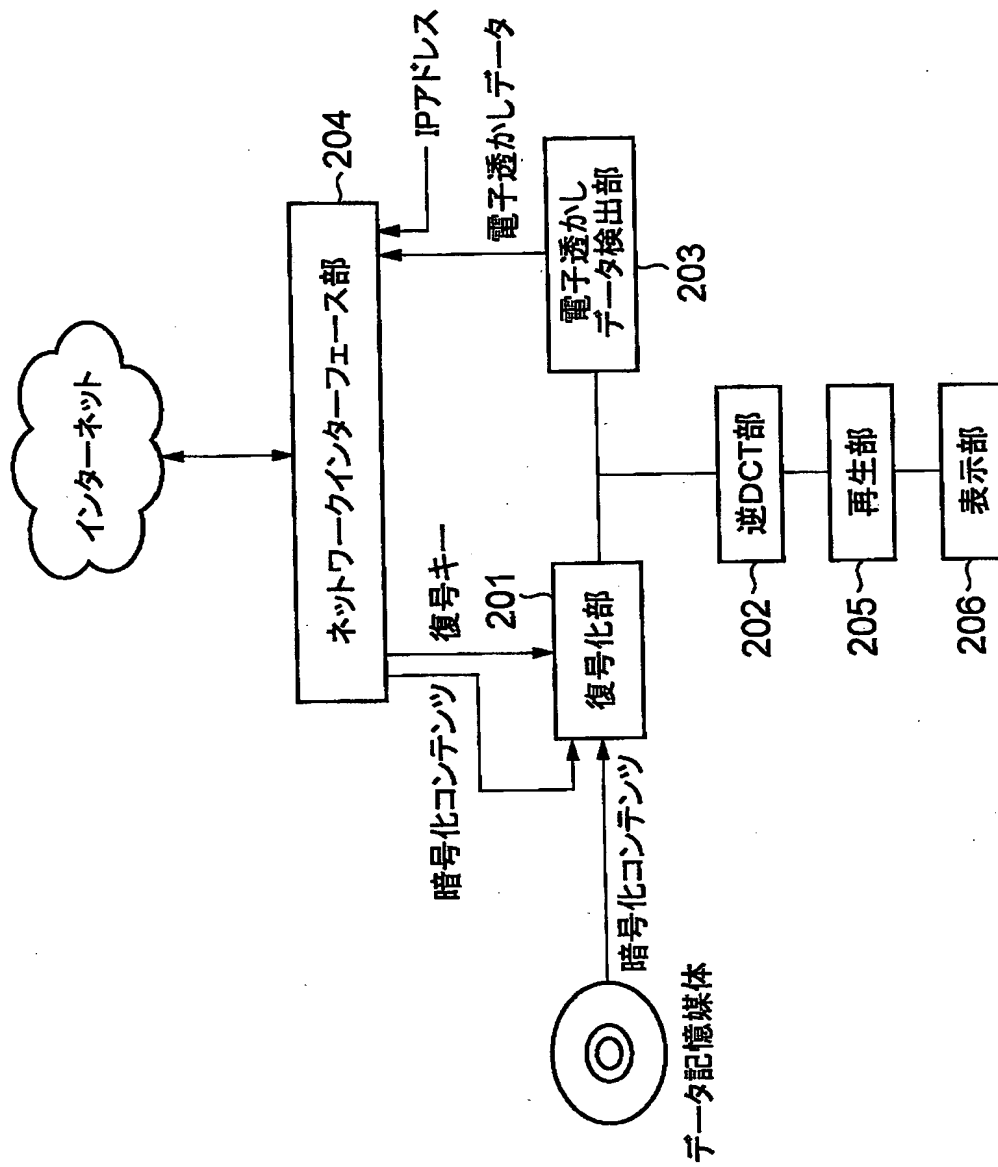 インターネット
ネットワークインターフェース部
204
IPアドレス
電子透かしデータ
復号キー
暗号化コンテンツ
201
復号化部
電子透かし
データ検出部
203
暗号化コンテンツ
データ記憶媒体
逆DCT部
202
再生部
205
表示部
206